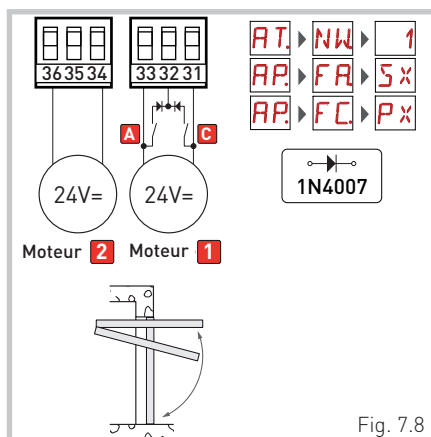 36 35 34
33 32 31
A
C
24V=
24V=
Moteur 2
Moteur 1
AT. NW. 1
AP. FA. SX
AP. FC. PX
1N4007
Fig. 7.8